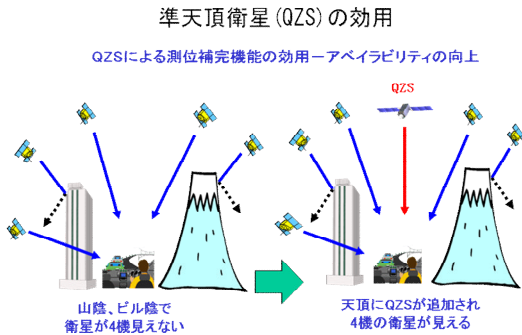 準天頂衛星(QZS)の効用
QZSによる測位補完機能の効用－アベイラビリティの向上
QZS
山陰、ビル陰で
衛星が4機見えない
天頂にQZSが追加され
4機の衛星が見える